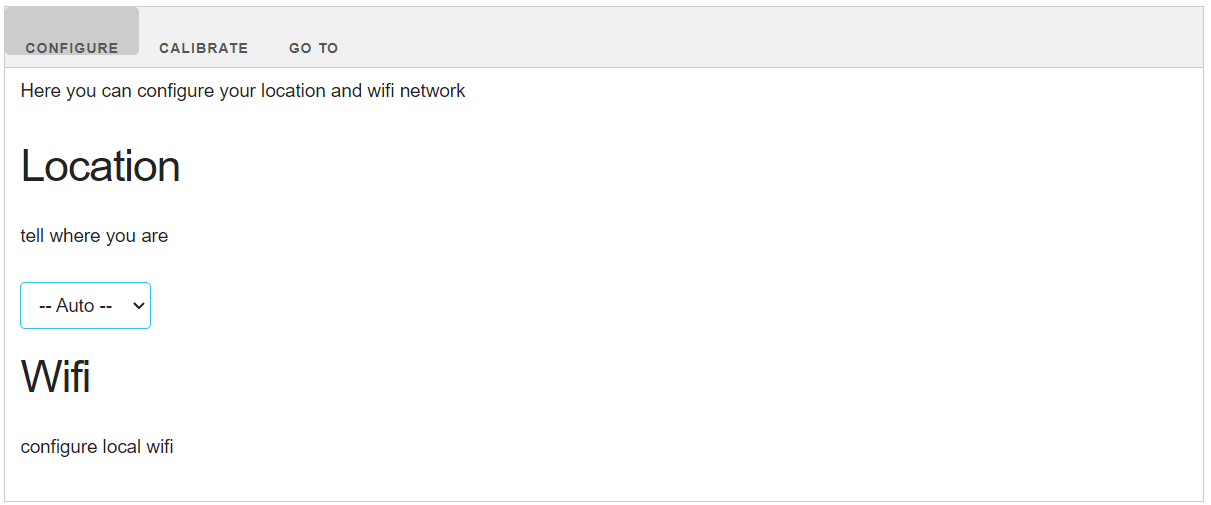 CONFIGURE CALIBRATE GO TO
Here you can configure your location and wifi network
Location
tell where you are
-- Auto --
Wifi
configure local wifi